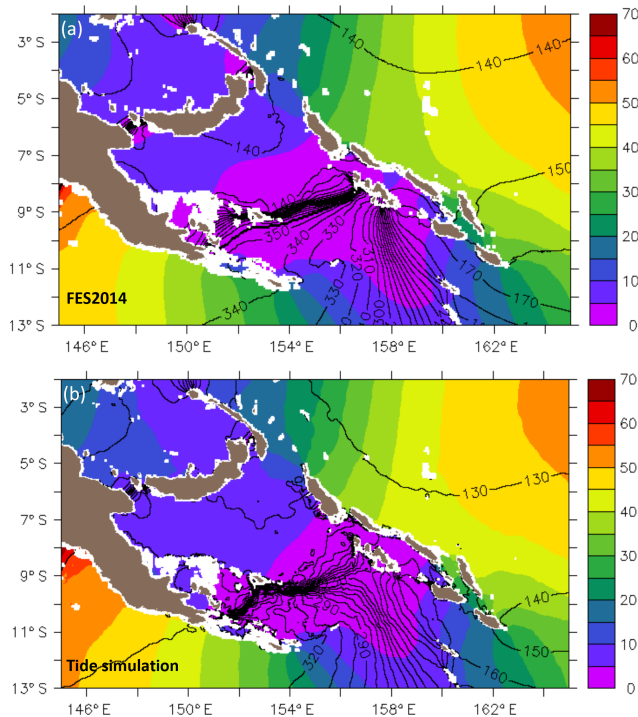 (a)
3° S
5° S
7° S
9° S
11° S
13° S
146° E
150° E
154° E
158° E
162° E
140
140
140
150
350
340
330
320
310
330
300
170
170
340
FES2014
70
60
50
40
30
20
10
0
(b)
3° S
5° S
7° S
9° S
11° S
13° S
146° E
150° E
154° E
158° E
162° E
130
130
140
150
160
320
Tide simulation
70
60
50
40
30
20
10
0